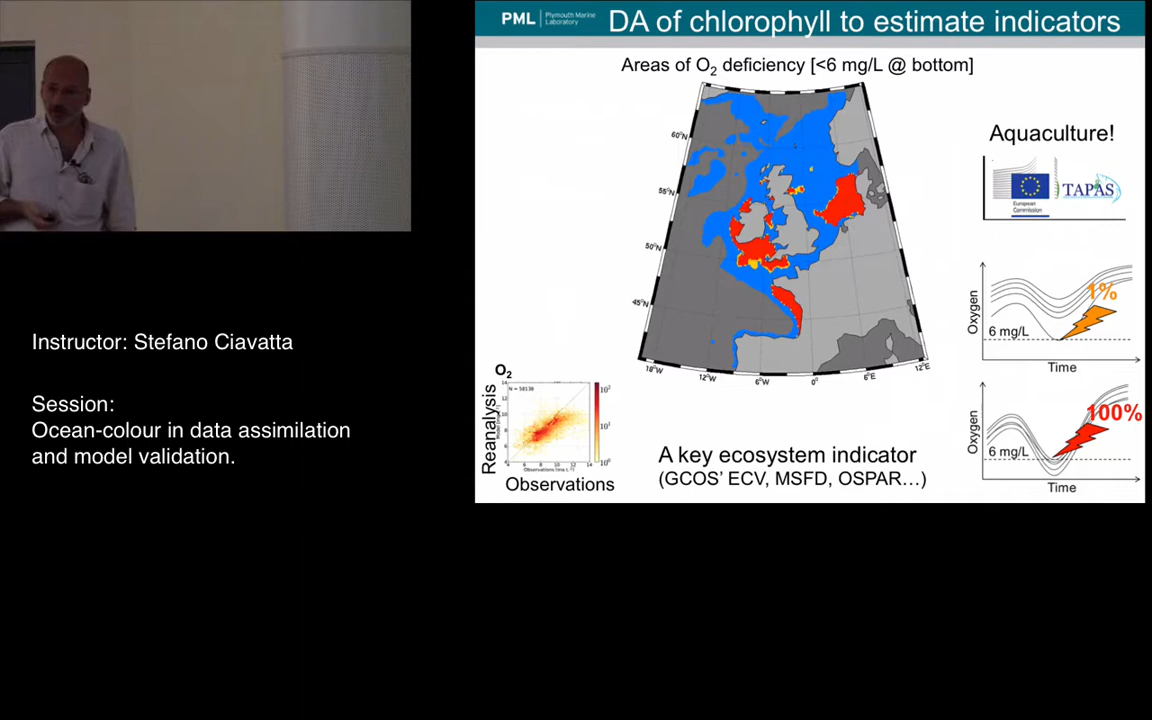 PML Plymouth Marine
Laboratory
DA of chlorophyll to estimate indicators
Areas of O2 deficiency [<6 mg/L @ bottom]
60°N
55°N
50°N
45°N
18°W
12°W
6°W
0°
6°E
12°E
Aquaculture!
European
Commission
TAPAS
Oxygen
1%
6 mg/L
Time
Oxygen
100%
6 mg/L
Time
Instructor: Stefano Ciavatta
Session:
Ocean-colour in data assimilation
and model validation.
O2
Reanalysis
N = 58138
Observations
A key ecosystem indicator
(GCOS' ECV, MSFD, OSPAR…)